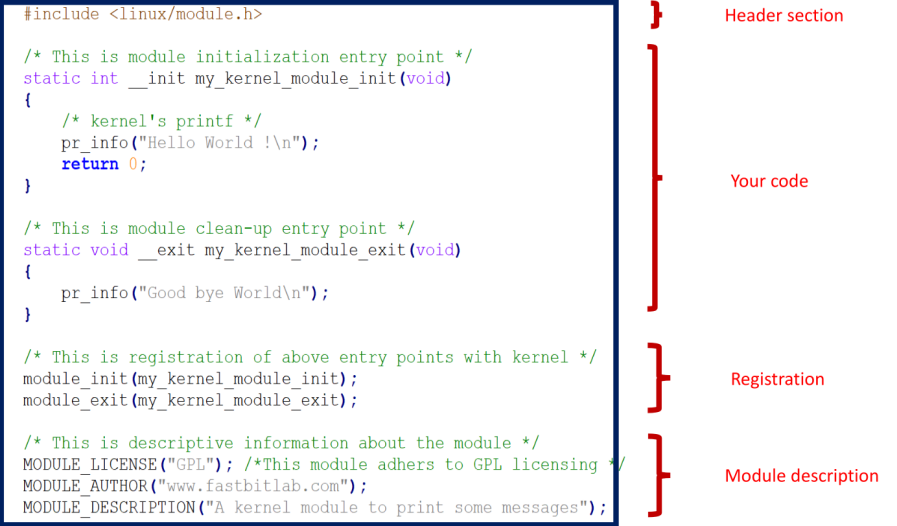 #include <linux/module.h>
Header section
/* This is module initialization entry point */
static int __init my_kernel_module_init(void)
{
/* kernel's printf */
pr_info("Hello World !\n");
return 0;
}
Your code
/* This is module clean-up entry point */
static void __exit my_kernel_module_exit(void)
{
pr_info("Good bye World\n");
}
/* This is registration of above entry points with kernel */
module_init(my_kernel_module_init);
module_exit(my_kernel_module_exit);
Registration
/* This is descriptive information about the module */
MODULE_LICENSE("GPL"); /*This module adhers to GPL licensing */
MODULE_AUTHOR("www.fastbitlab.com");
MODULE_DESCRIPTION("A kernel module to print some messages");
Module description